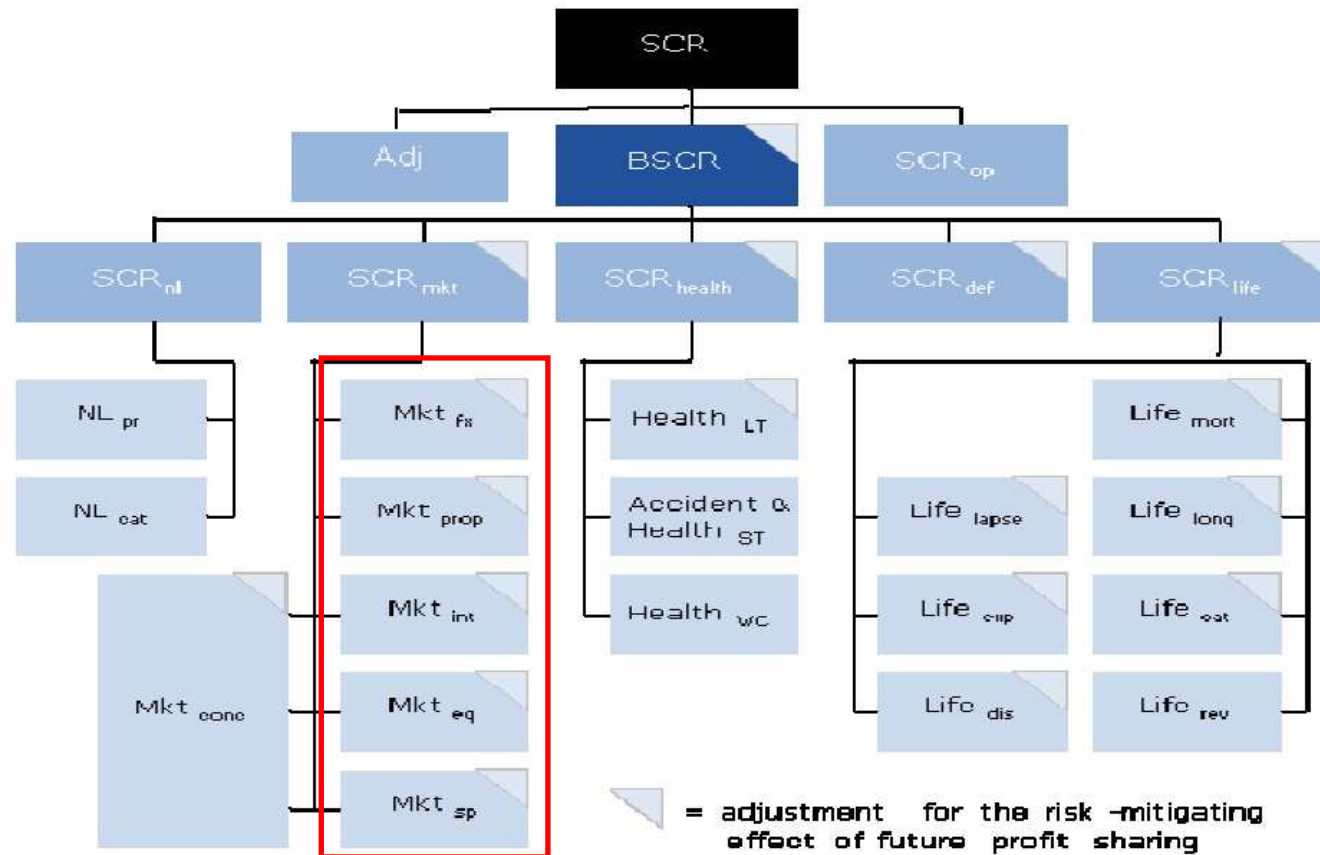 SCR
Adj
BSCR
SCR op
SCR nl
SCR mkt
SCR health
SCR def
SCR life
NL pr
NL cat
Mkt fx
Mkt prop
Mkt int
Mkt eq
Mkt sp
Mkt conc
Health LT
Accident &
Health ST
Health WC
Life lapse
Life exp
Life dis
Life mort
Life long
Life cat
Life rev
= adjustment for the risk -mitigating
effect of future profit sharing